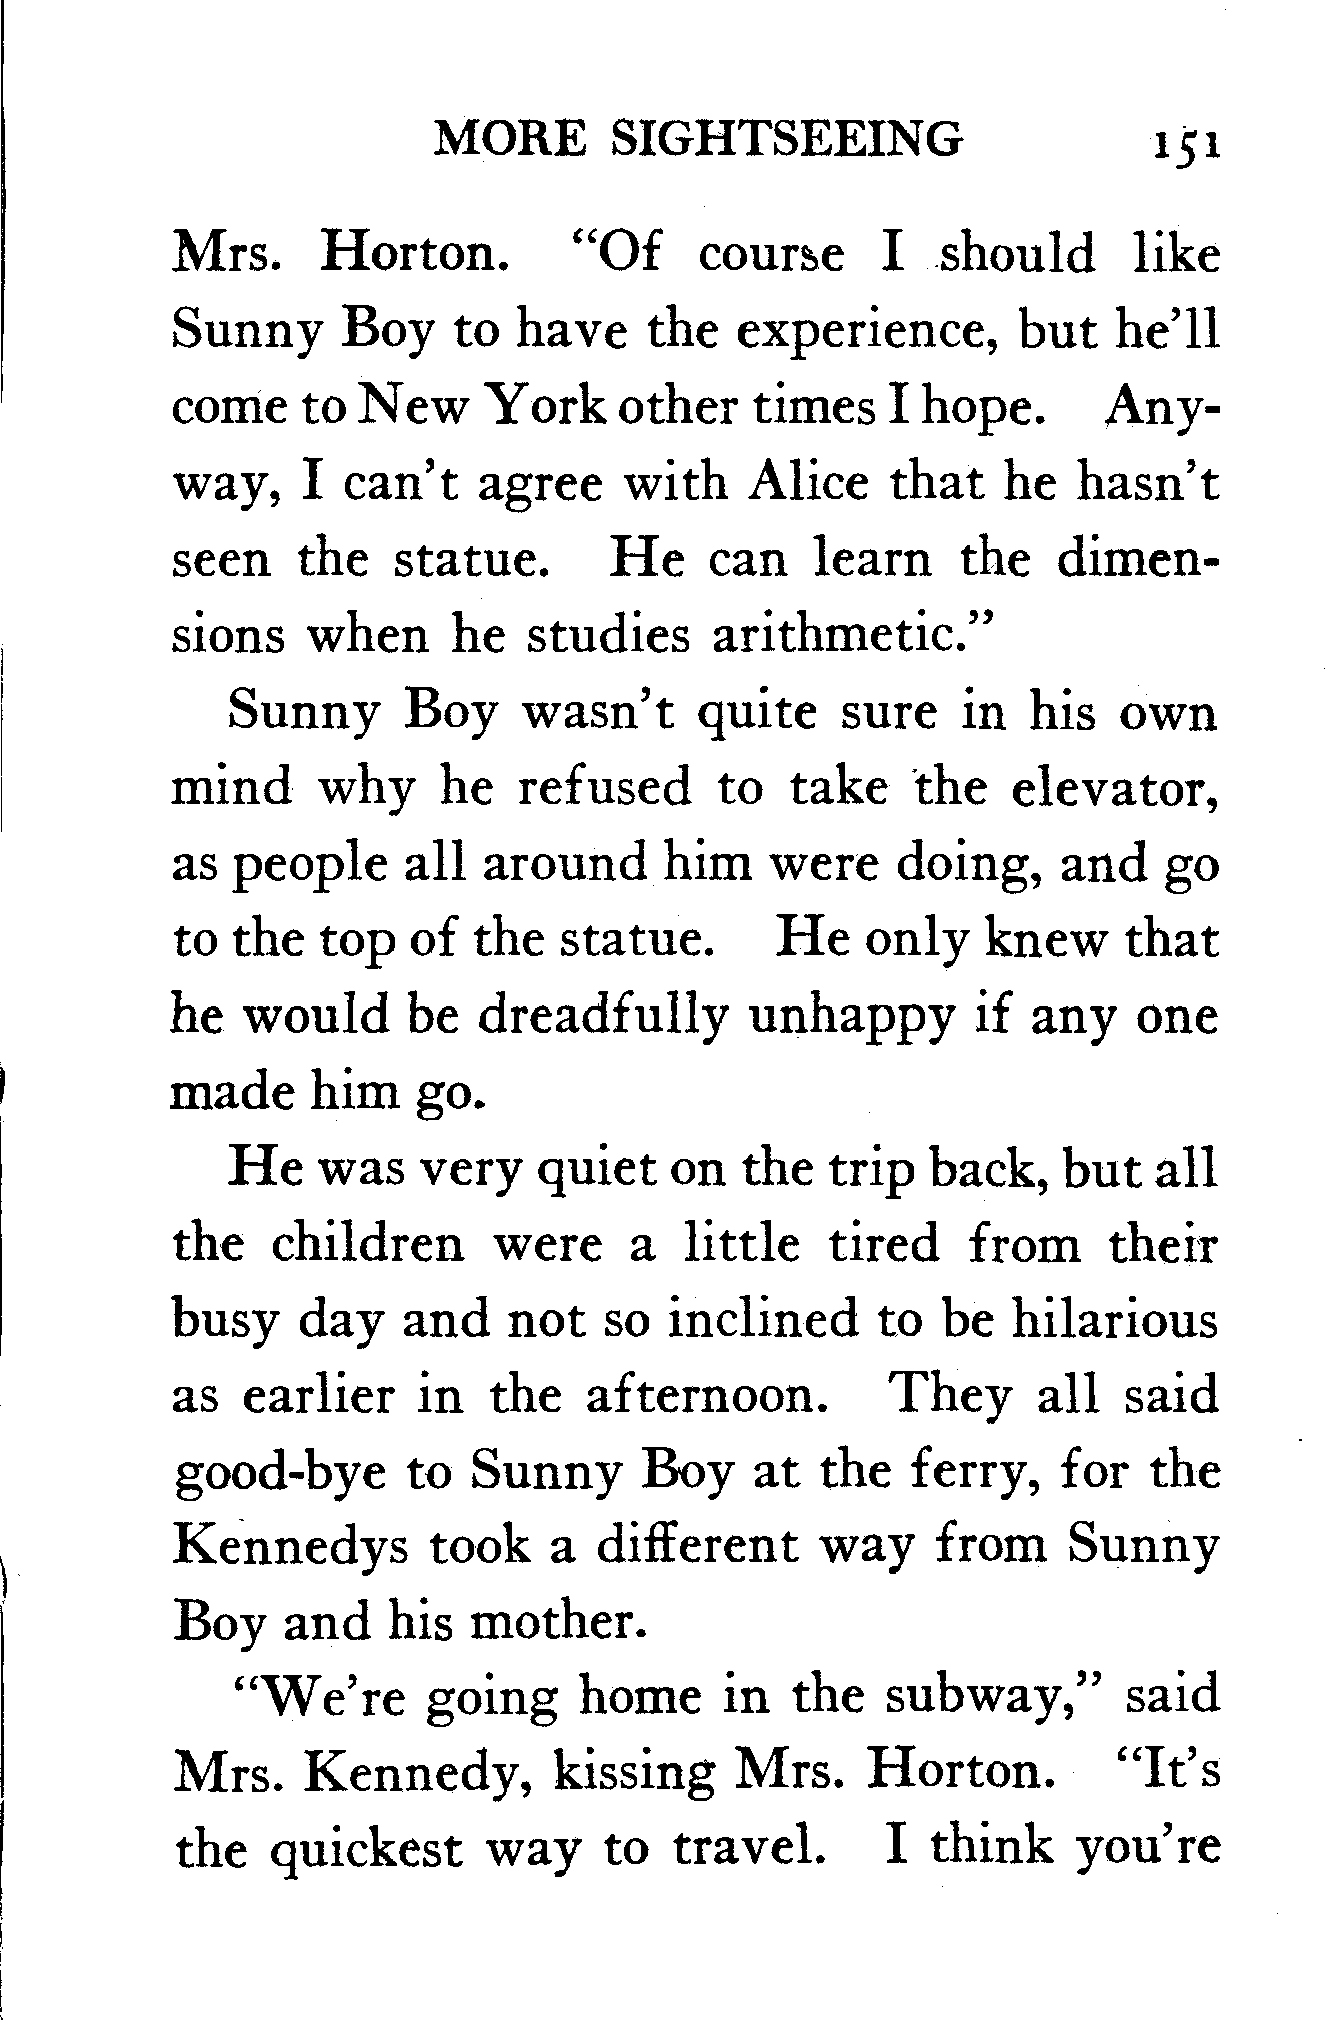 MORE SIGHTSEEING 151
Mrs. Horton. “Of course I should like
Sunny Boy to have the experience, but he’ll
come to New York other times I hope. Any-
way, I can’t agree with Alice that he hasn’t
seen the statue. He can learn the dimen-
sions when he studies arithmetic.”
Sunny Boy wasn’t quite sure in his own
mind why he refused to take the elevator,
as people all around him were doing, and go
to the top of the statue. He only knew that
he would be dreadfully unhappy if any one
made him go.
He was very quiet on the trip back, but all
the children were a little tired from their
busy day and not so inclined to be hilarious
as earlier in the afternoon. They all said
good-bye to Sunny Boy at the ferry, for the
Kennedys took a different way from Sunny
Boy and his mother.
“We’re going home in the subway,” said
Mrs. Kennedy, kissing Mrs. Horton. “It’s
the quickest way to travel. I think you’re